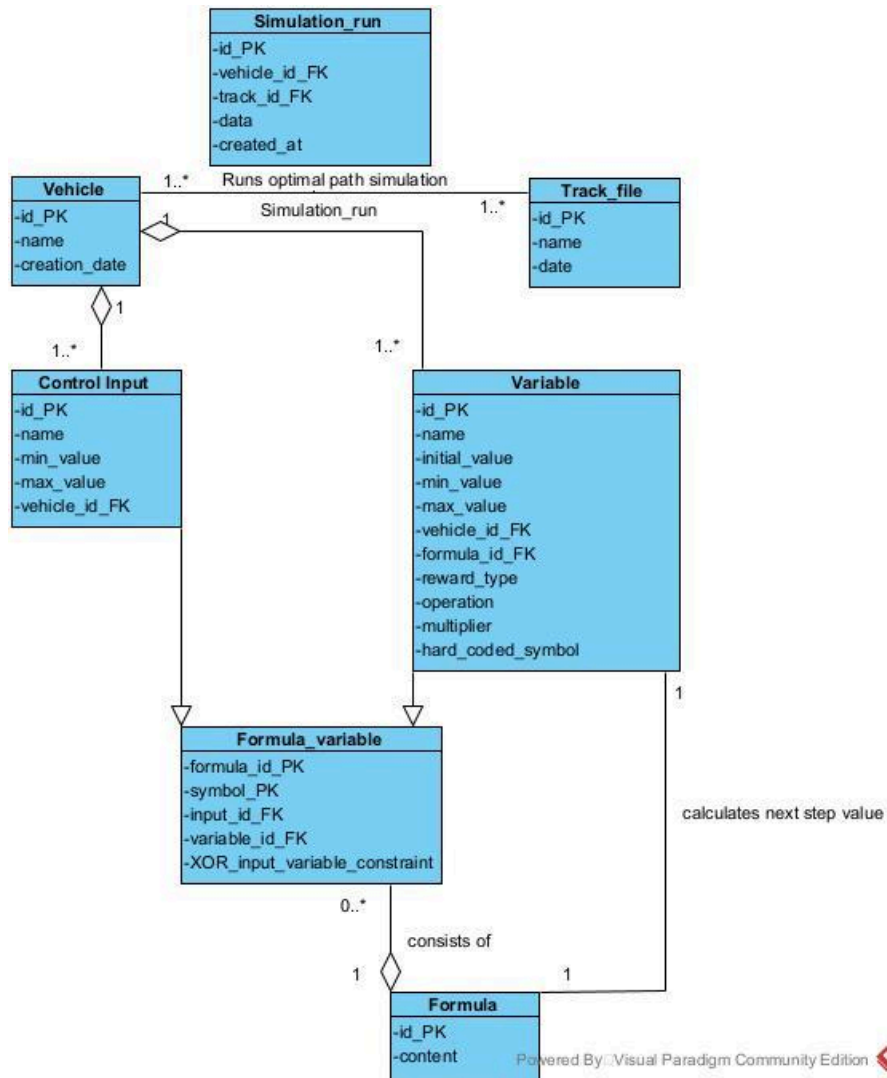 Simulation_run
-id_PK
-vehicle_id_FK
-track_id_FK
-data
-created_at
1..*
Runs optimal path simulation
1..*
Vehicle
-id_PK
-name
-creation_date
1
Simulation_run
Track_file
-id_PK
-name
-date
1
1..*
1..*
Control Input
-id_PK
-name
-min_value
-max_value
-vehicle_id_FK
Variable
-id_PK
-name
-initial_value
-min_value
-max_value
-vehicle_id_FK
-formula_id_FK
-reward_type
-operation
-multiplier
-hard_coded_symbol
1
Formula_variable
-formula_id_PK
-symbol_PK
-input_id_FK
-variable_id_FK
-XOR_input_variable_constraint
calculates next step value
0..*
consists of
1
1
Formula
-id_PK
-content
Powered By Visual Paradigm Community Edition